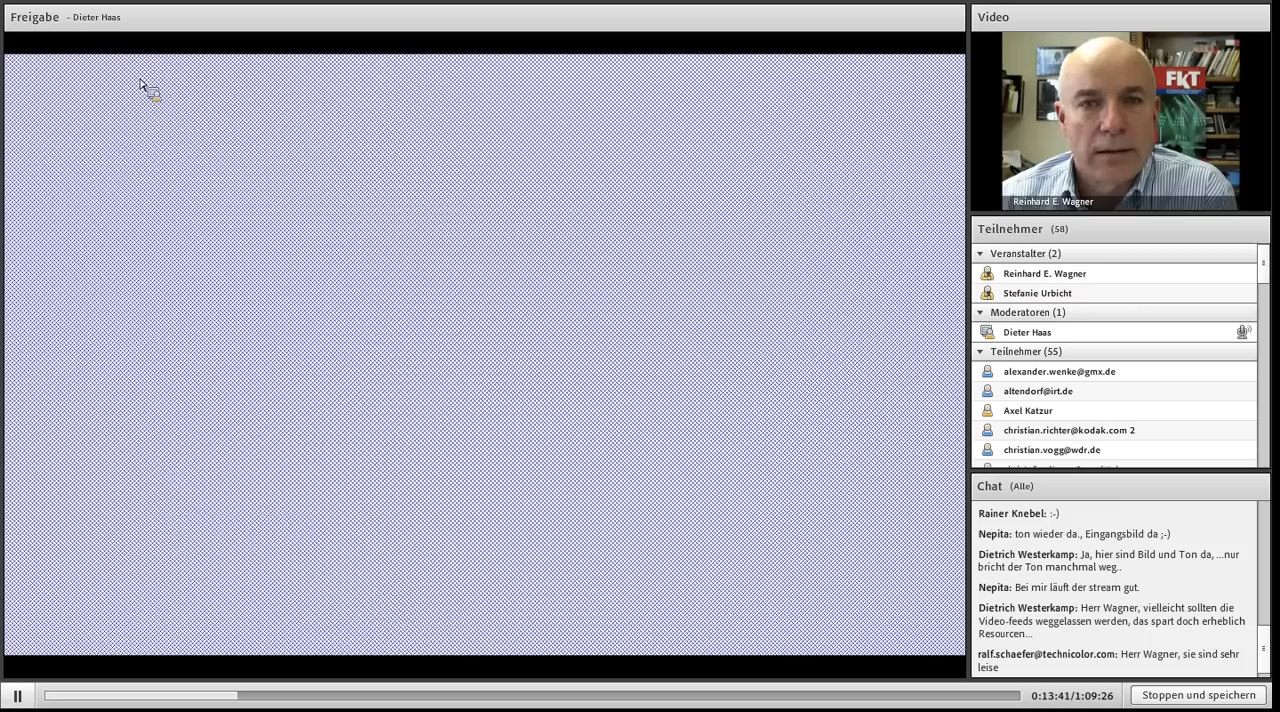 Freigabe - Dieter Haas
Video
FKT
Reinhard E. Wagner
Teilnehmer (58)
Veranstalter (2)
Reinhard E. Wagner
Stefanie Urbicht
Moderatoren (1)
Dieter Haas
Teilnehmer (55)
alexander.wenke@gmx.de
altendorf@irt.de
Axel Katzur
christian.richter@kodak.com 2
christian.vogg@wdr.de
Chat (Alle)
Rainer Knebel: :-)
Nepita: ton wieder da., Eingangsbild da ;-)
Dietrich Westerkamp: Ja, hier sind Bild und Ton da, ...nur
bricht der Ton manchmal weg..
Nepita: Bei mir läuft der stream gut.
Dietrich Westerkamp: Herr Wagner, vielleicht sollten die
Video-feeds weggelassen werden, das spart doch erheblich
Resourcen...
ralf.schaefer@technicolor.com: Herr Wagner, sie sind sehr
leise
0:13:41/1:09:26
Stoppen und speichern